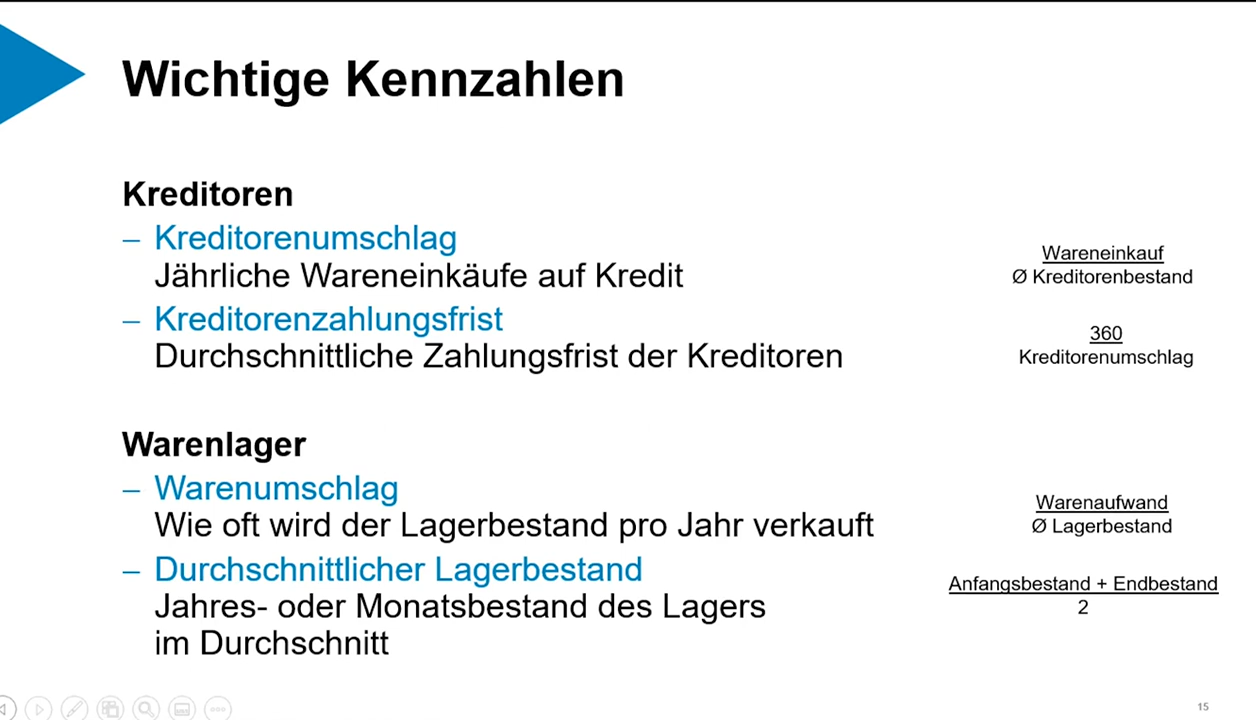 Wichtige Kennzahlen
Kreditoren
– Kreditorenumschlag
Jährliche Wareneinkäufe auf Kredit
Wareneinkauf
Ø Kreditorenbestand
– Kreditorenzahlungsfrist
Durchschnittliche Zahlungsfrist der Kreditoren
360
Kreditorenumschlag
Warenlager
– Warenumschlag
Wie oft wird der Lagerbestand pro Jahr verkauft
Warenaufwand
Ø Lagerbestand
– Durchschnittlicher Lagerbestand
Jahres- oder Monatsbestand des Lagers
im Durchschnitt
Anfangsbestand + Endbestand
2
15